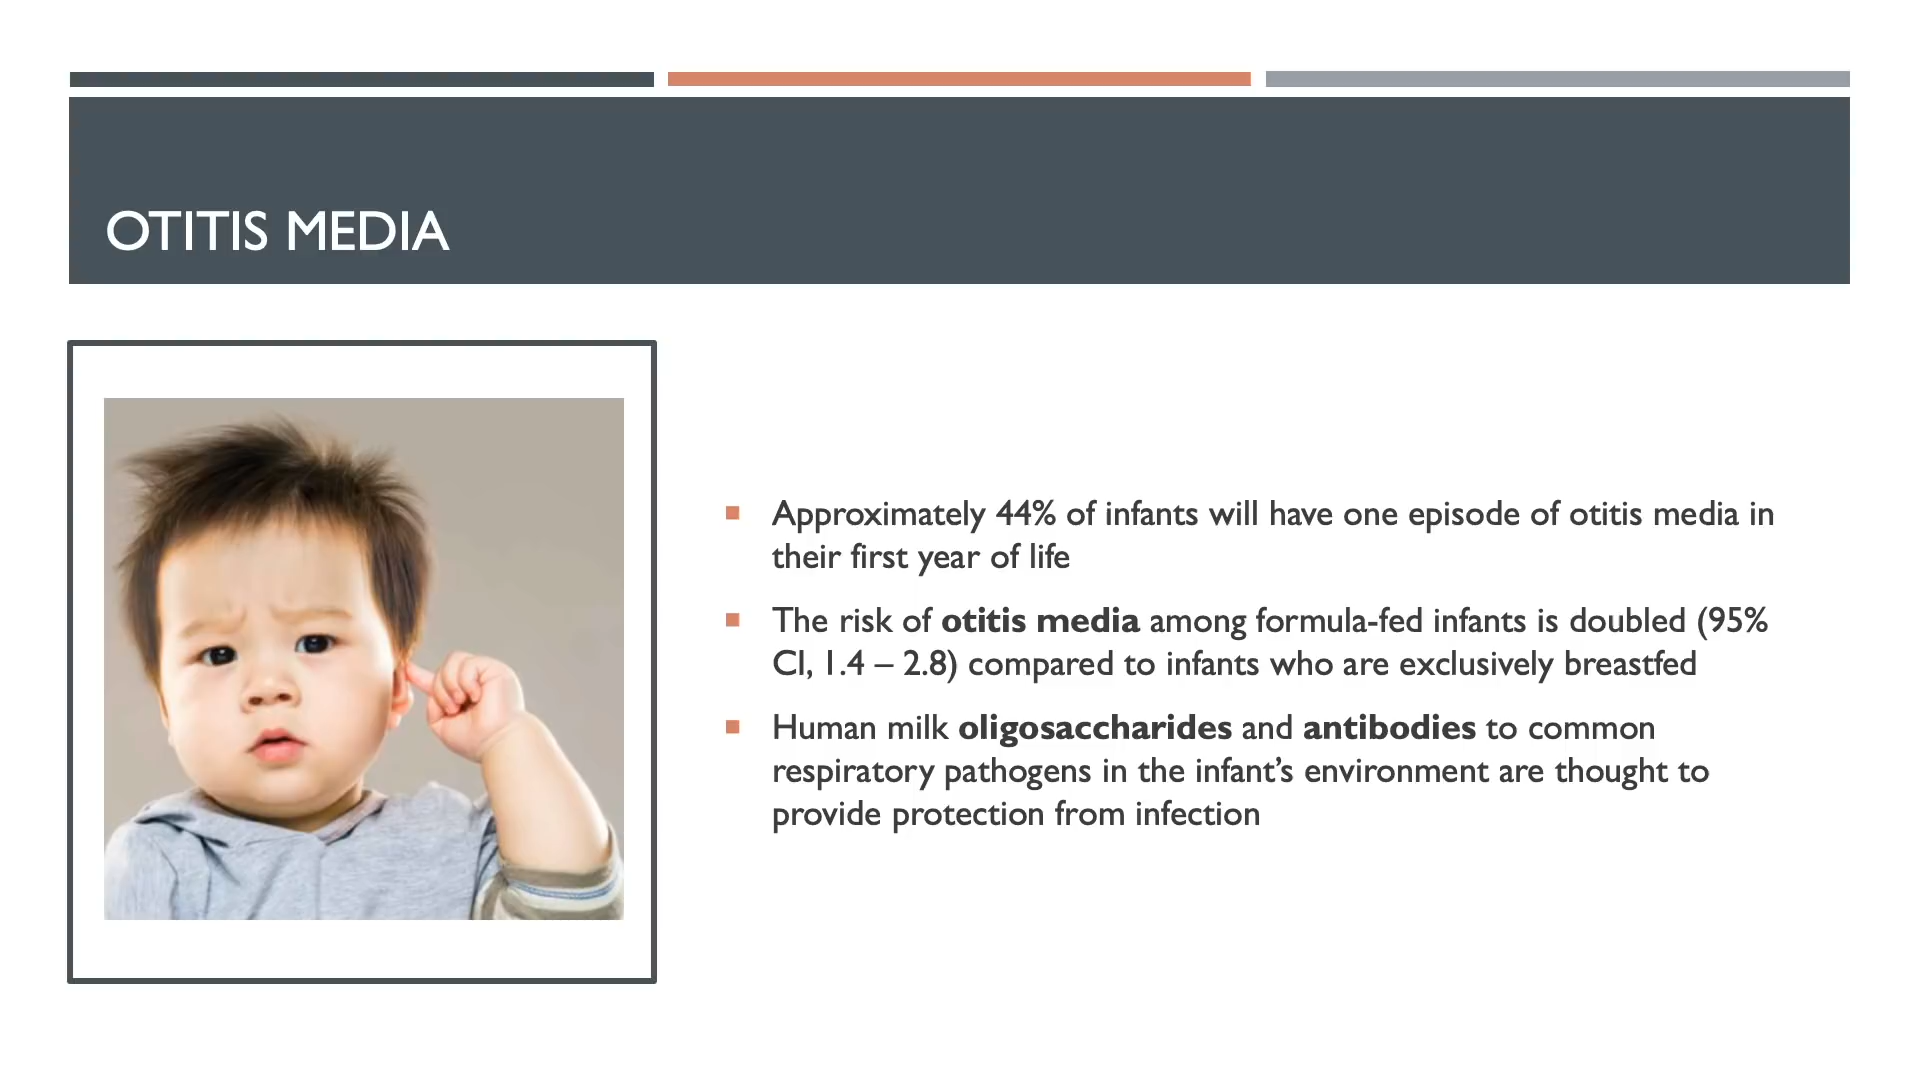 OTITIS MEDIA
Approximately 44% of infants will have one episode of otitis media in
their first year of life
The risk of otitis media among formula-fed infants is doubled (95%
CI, 1.4 – 2.8) compared to infants who are exclusively breastfed
Human milk oligosaccharides and antibodies to common
respiratory pathogens in the infant’s environment are thought to
provide protection from infection